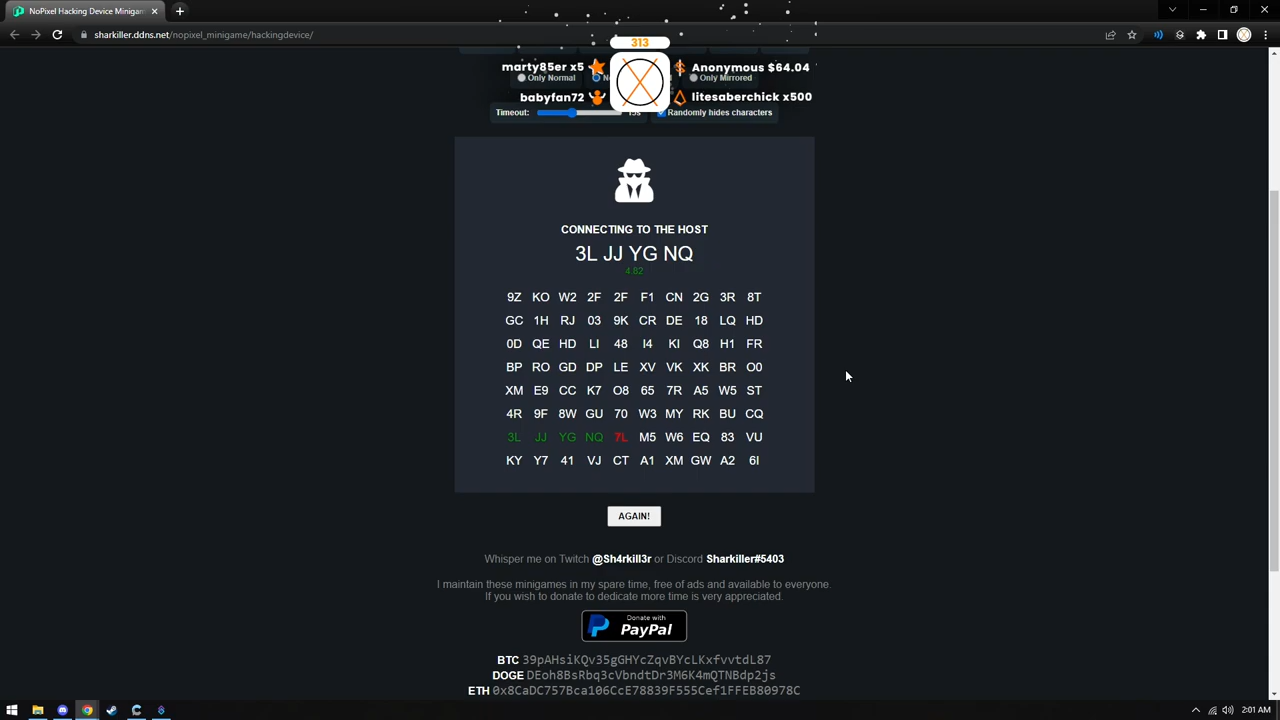 NoPixel Hacking Device Minigam
sharkiller.ddns.net/nopixel_minigame/hackingdevice/
313
marty85er x5
Anonymous $64.04
Only Normal
Only Mirrored
babyfan72
litesaberchick x500
Timeout:
15s
Randomly hides characters
CONNECTING TO THE HOST
3L JJ YG NQ
4.82
9Z KO W2 2F 2F F1 CN 2G 3R 8T
GC 1H RJ 03 9K CR DE 18 LQ HD
0D QE HD LI 48 I4 KI Q8 H1 FR
BP RO GD DP LE XV VK XK BR O0
XM E9 CC K7 O8 65 7R A5 W5 ST
4R 9F 8W GU 70 W3 MY RK BU CQ
3L JJ YG NQ 7L M5 W6 EQ 83 VU
KY Y7 41 VJ CT A1 XM GW A2 6I
AGAIN!
Whisper me on Twitch @Sh4rkill3r or Discord Sharkiller#5403
I maintain these minigames in my spare time, free of ads and available to everyone.
If you wish to donate to dedicate more time is very appreciated.
Donate with
PayPal
BTC 39pAHsiKQv35gGHYcZqvBYcLKxfvvtdL87
DOGE DEoh8BsRbq3cVbndtDr3M6K4mQTNBdp2js
ETH 0x8CaDC757Bca106CcE78839F555Cef1FFEB80978C
2:01 AM